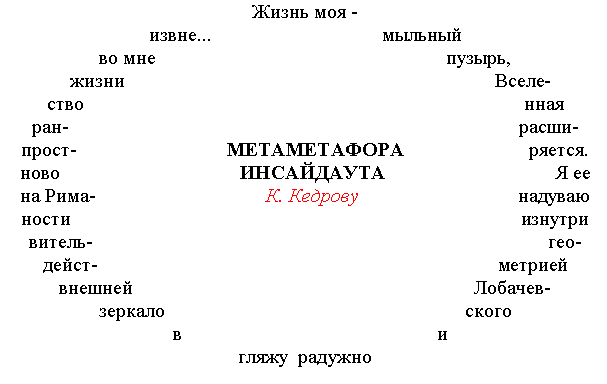 МЕТАМЕТАФОРА
ИНСАЙДАУТА
К. Кедрову
Жизнь моя -
мыльный
пузырь,
Вселе-
нная
расши-
ряется.
Я ее
надуваю
изнутри
гео-
метрией
Лобачев-
ского
и
гляжу радужно
в
зеркало
внешней
дейст-
витель-
ности
на Рима-
ново
прост-
ран-
ство
жизни
во мне
извне...